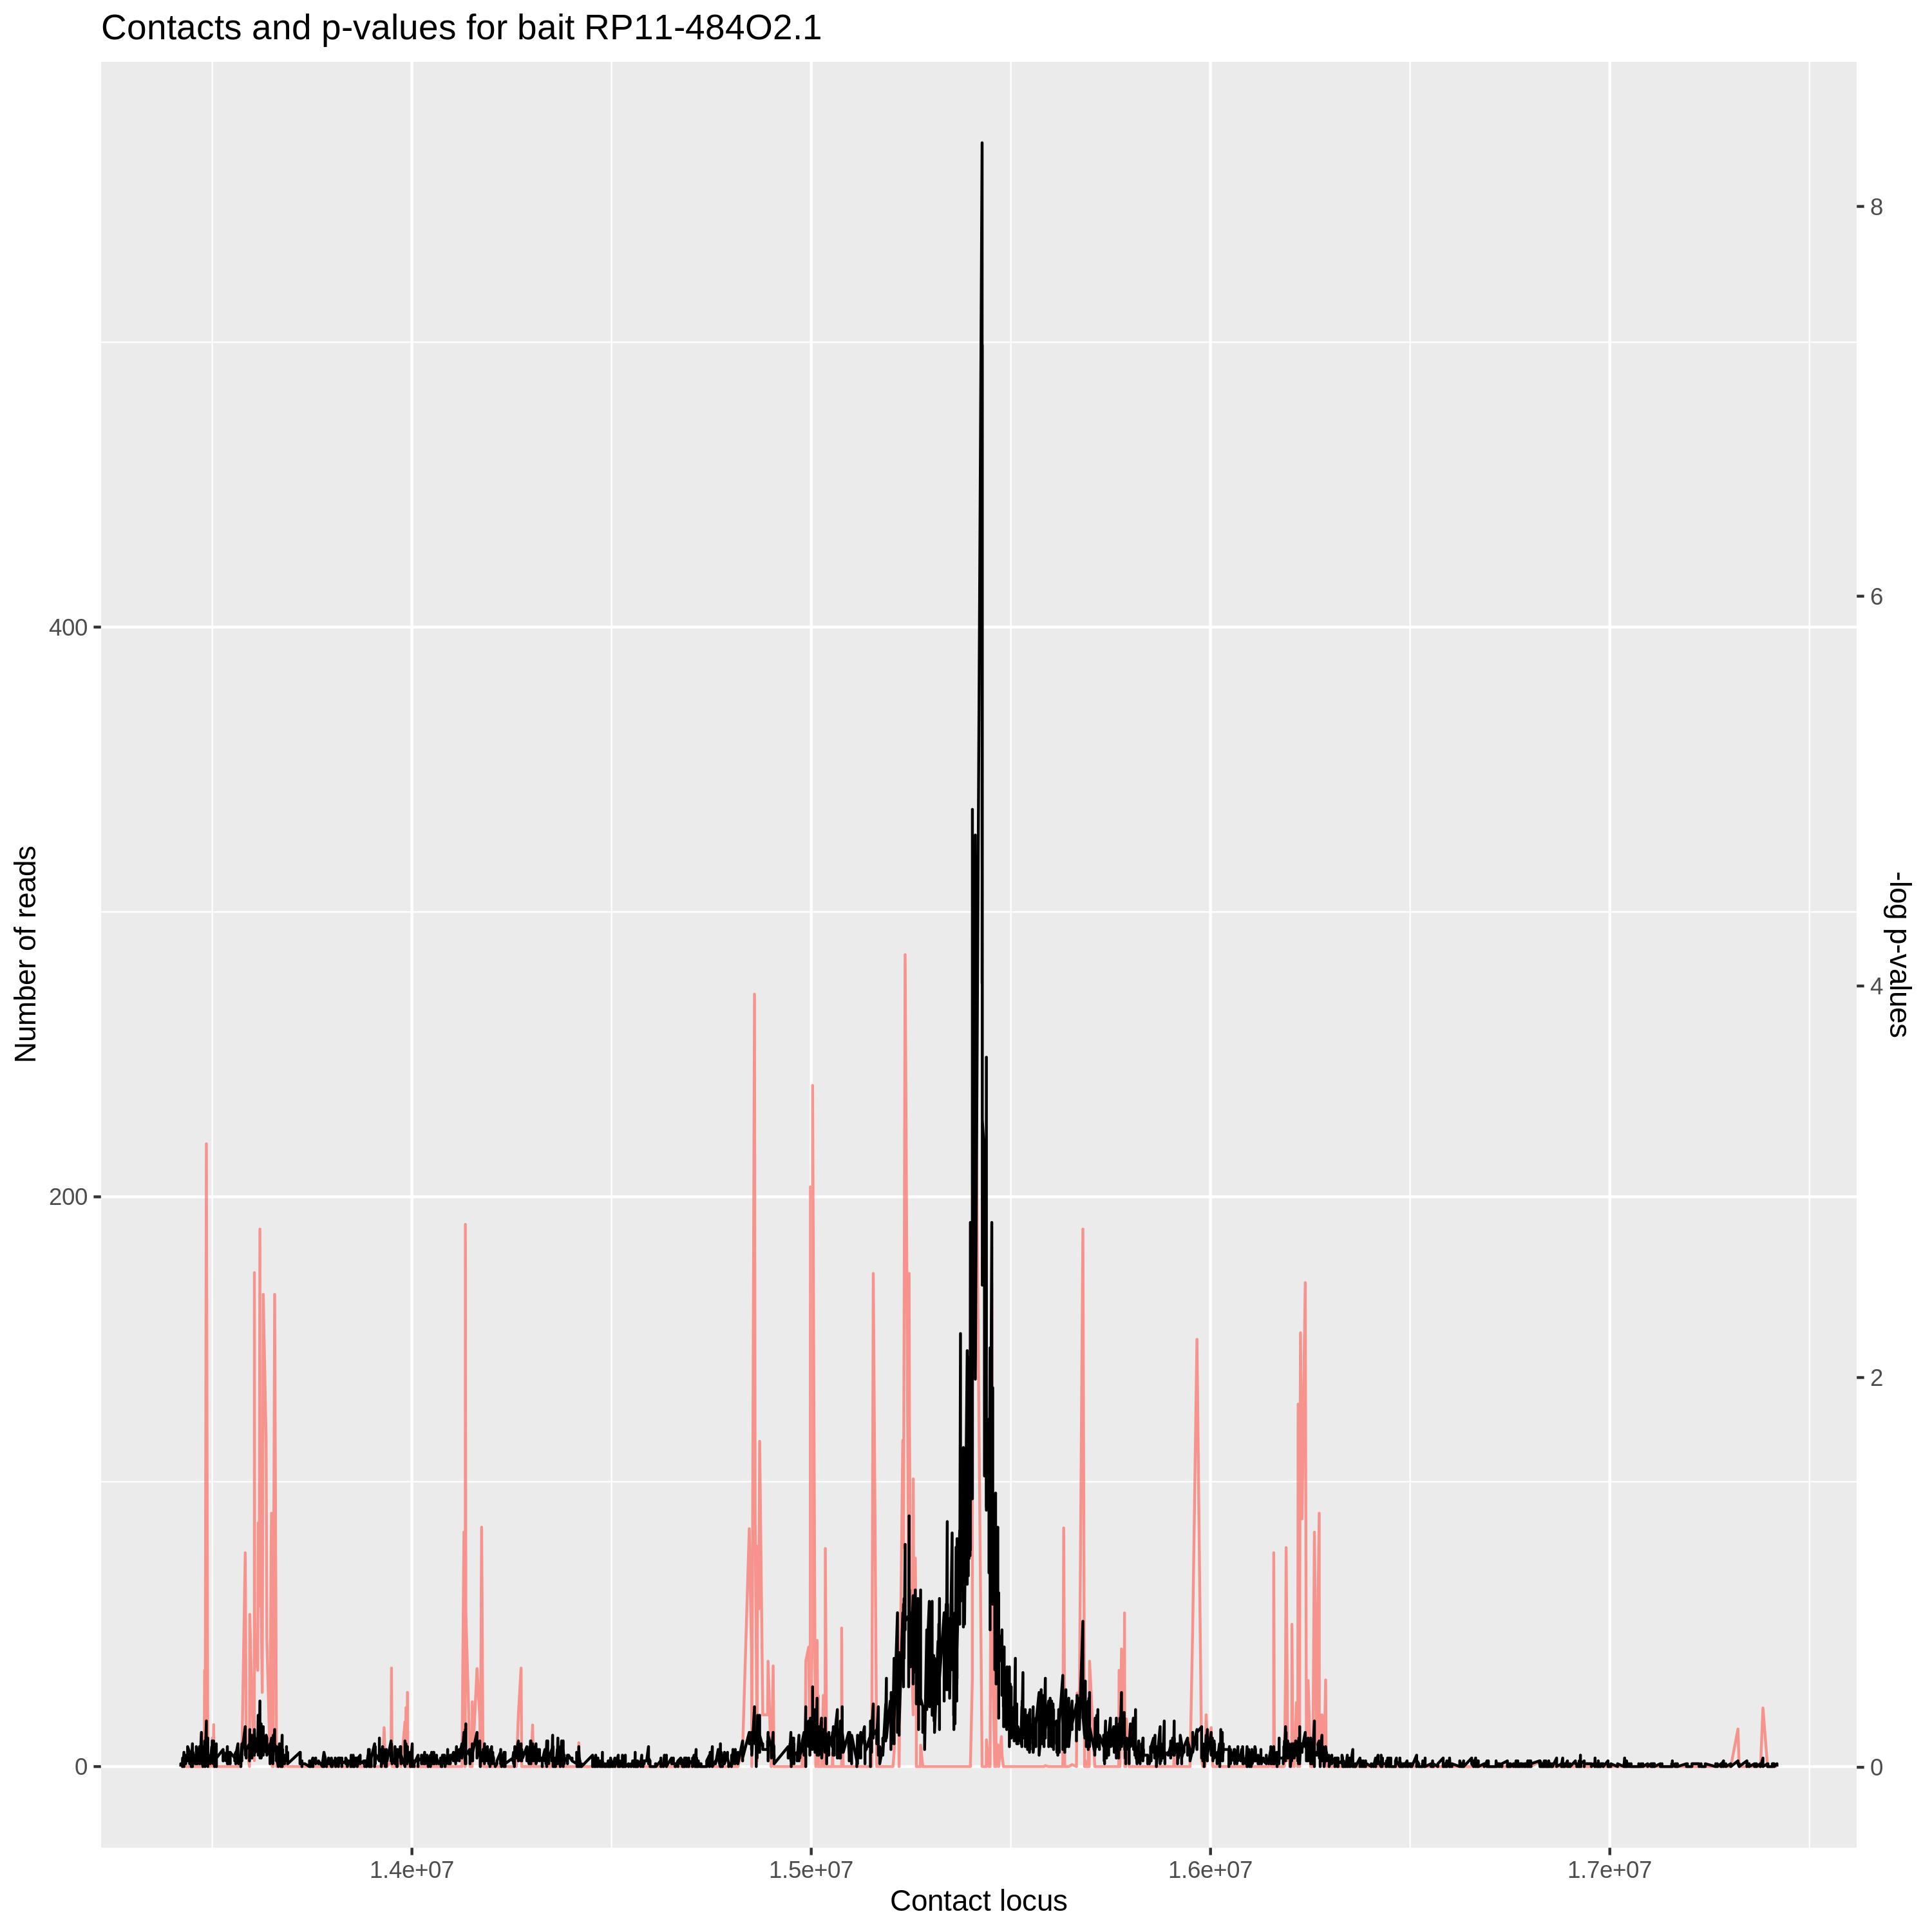 Contacts and p-values for bait RP11-484O2.1
Number of reads
400
200
0
8
6
4
2
0
-log p-values
1.4e+07
1.5e+07
1.6e+07
1.7e+07
Contact locus